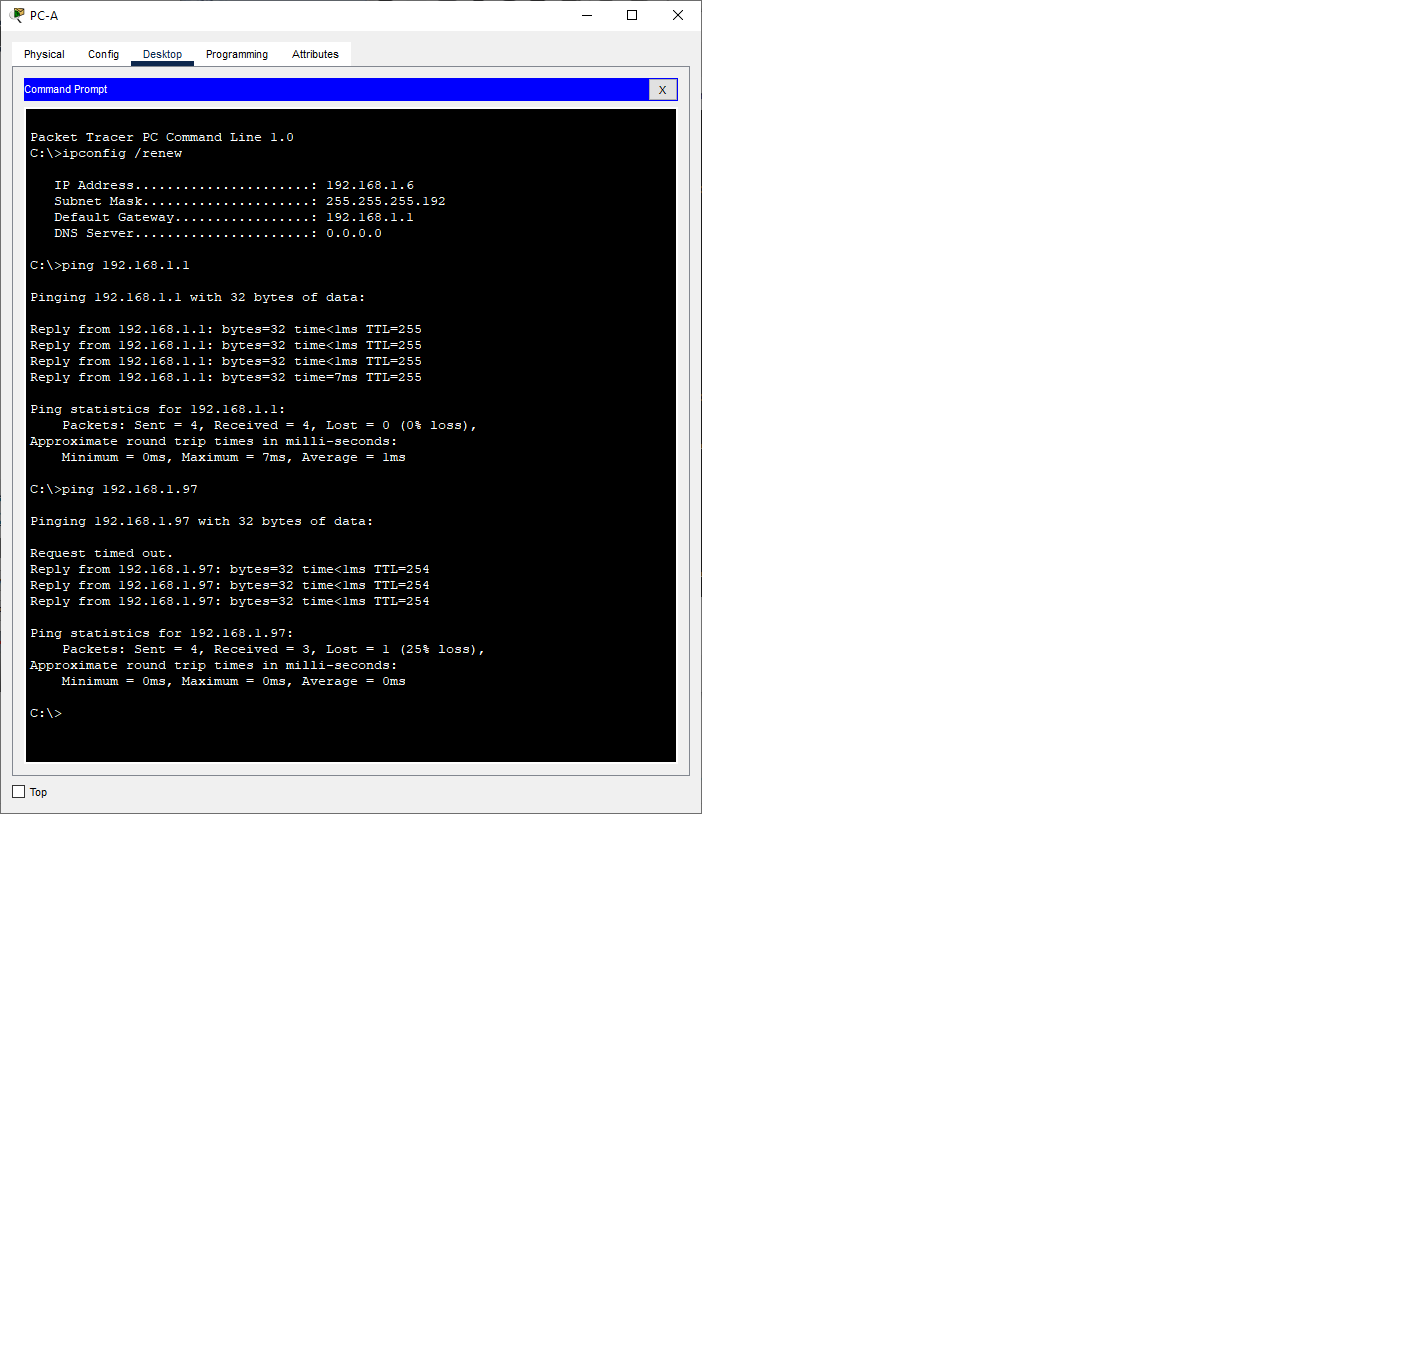 PC-A
Physical Config Desktop Programming Attributes
Command Prompt X
Packet Tracer PC Command Line 1.0
C:\>ipconfig /renew
IP Address......................: 192.168.1.6
Subnet Mask.....................: 255.255.255.192
Default Gateway.................: 192.168.1.1
DNS Server......................: 0.0.0.0
C:\>ping 192.168.1.1
Pinging 192.168.1.1 with 32 bytes of data:
Reply from 192.168.1.1: bytes=32 time<1ms TTL=255
Reply from 192.168.1.1: bytes=32 time<1ms TTL=255
Reply from 192.168.1.1: bytes=32 time<1ms TTL=255
Reply from 192.168.1.1: bytes=32 time=7ms TTL=255
Ping statistics for 192.168.1.1:
Packets: Sent = 4, Received = 4, Lost = 0 (0% loss),
Approximate round trip times in milli-seconds:
Minimum = 0ms, Maximum = 7ms, Average = 1ms
C:\>ping 192.168.1.97
Pinging 192.168.1.97 with 32 bytes of data:
Request timed out.
Reply from 192.168.1.97: bytes=32 time<1ms TTL=254
Reply from 192.168.1.97: bytes=32 time<1ms TTL=254
Reply from 192.168.1.97: bytes=32 time<1ms TTL=254
Ping statistics for 192.168.1.97:
Packets: Sent = 4, Received = 3, Lost = 1 (25% loss),
Approximate round trip times in milli-seconds:
Minimum = 0ms, Maximum = 0ms, Average = 0ms
C:\>
Top